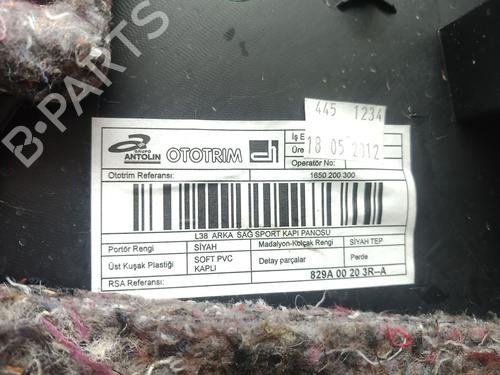 B-PARTS
445 1234
18 05 2012
GRUPO
ANTOLIN OTOTRIM
İş E
Üre
Operatör No:
Ototrim Referansı: 1650 200 300
L38 ARKA SAĞ SPORT KAPI PANOSU
Portör Rengi SİYAH Madalyon-Kolçak Rengi SİYAH TEP
Üst Kuşak Plastiği SOFT PVC KAPLI Detay parçalar Perde
RSA Referansı: 829A 00 20 3R--A